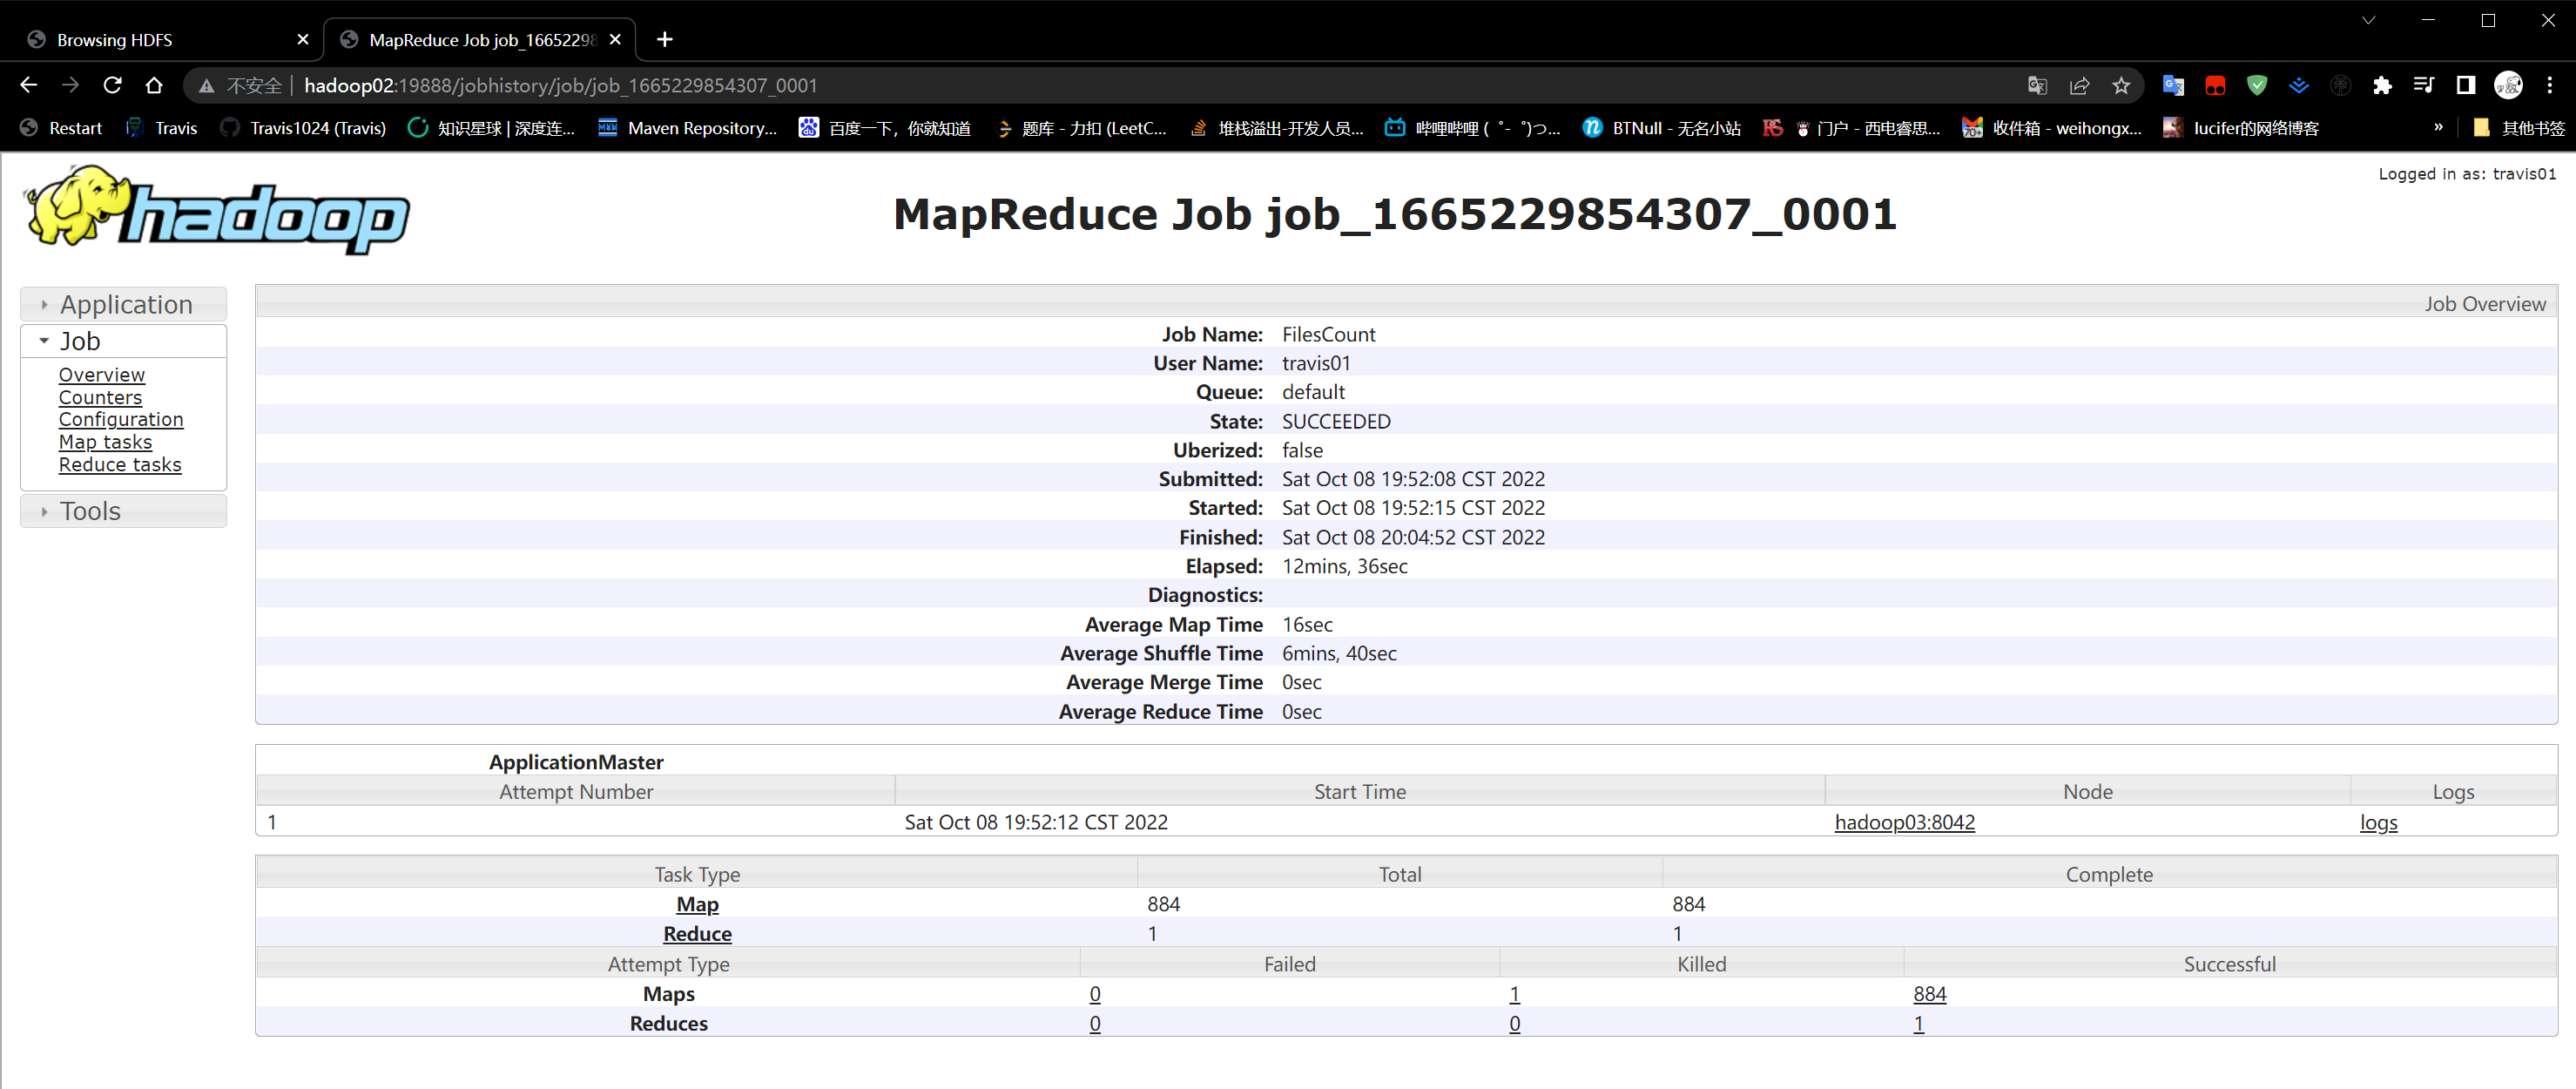 Browsing HDFS
MapReduce Job job_16652298
不安全 | hadoop02:19888/jobhistory/job/job_1665229854307_0001
Restart Travis Travis1024 (Travis) 知识星球 | 深度连... Maven Repository... 百度一下，你就知道 题库 - 力扣 (LeetC... 堆栈溢出-开发人员... 哔哩哔哩 (゜-゜)つ... BTNull - 无名小站 门户 - 西电睿思... 收件箱 - weihongx... lucifer的网络博客 » 其他书签
Logged in as: travis01
hadoop
MapReduce Job job_1665229854307_0001
Application
Job
Overview
Counters
Configuration
Map tasks
Reduce tasks
Tools
Job Overview
Job Name: FilesCount
User Name: travis01
Queue: default
State: SUCCEEDED
Uberized: false
Submitted: Sat Oct 08 19:52:08 CST 2022
Started: Sat Oct 08 19:52:15 CST 2022
Finished: Sat Oct 08 20:04:52 CST 2022
Elapsed: 12mins, 36sec
Diagnostics:
Average Map Time 16sec
Average Shuffle Time 6mins, 40sec
Average Merge Time 0sec
Average Reduce Time 0sec
ApplicationMaster
Attempt Number Start Time Node Logs
1 Sat Oct 08 19:52:12 CST 2022 hadoop03:8042 logs
Task Type Total Complete
Map 884 884
Reduce 1 1
Attempt Type Failed Killed Successful
Maps 0 1 884
Reduces 0 0 1